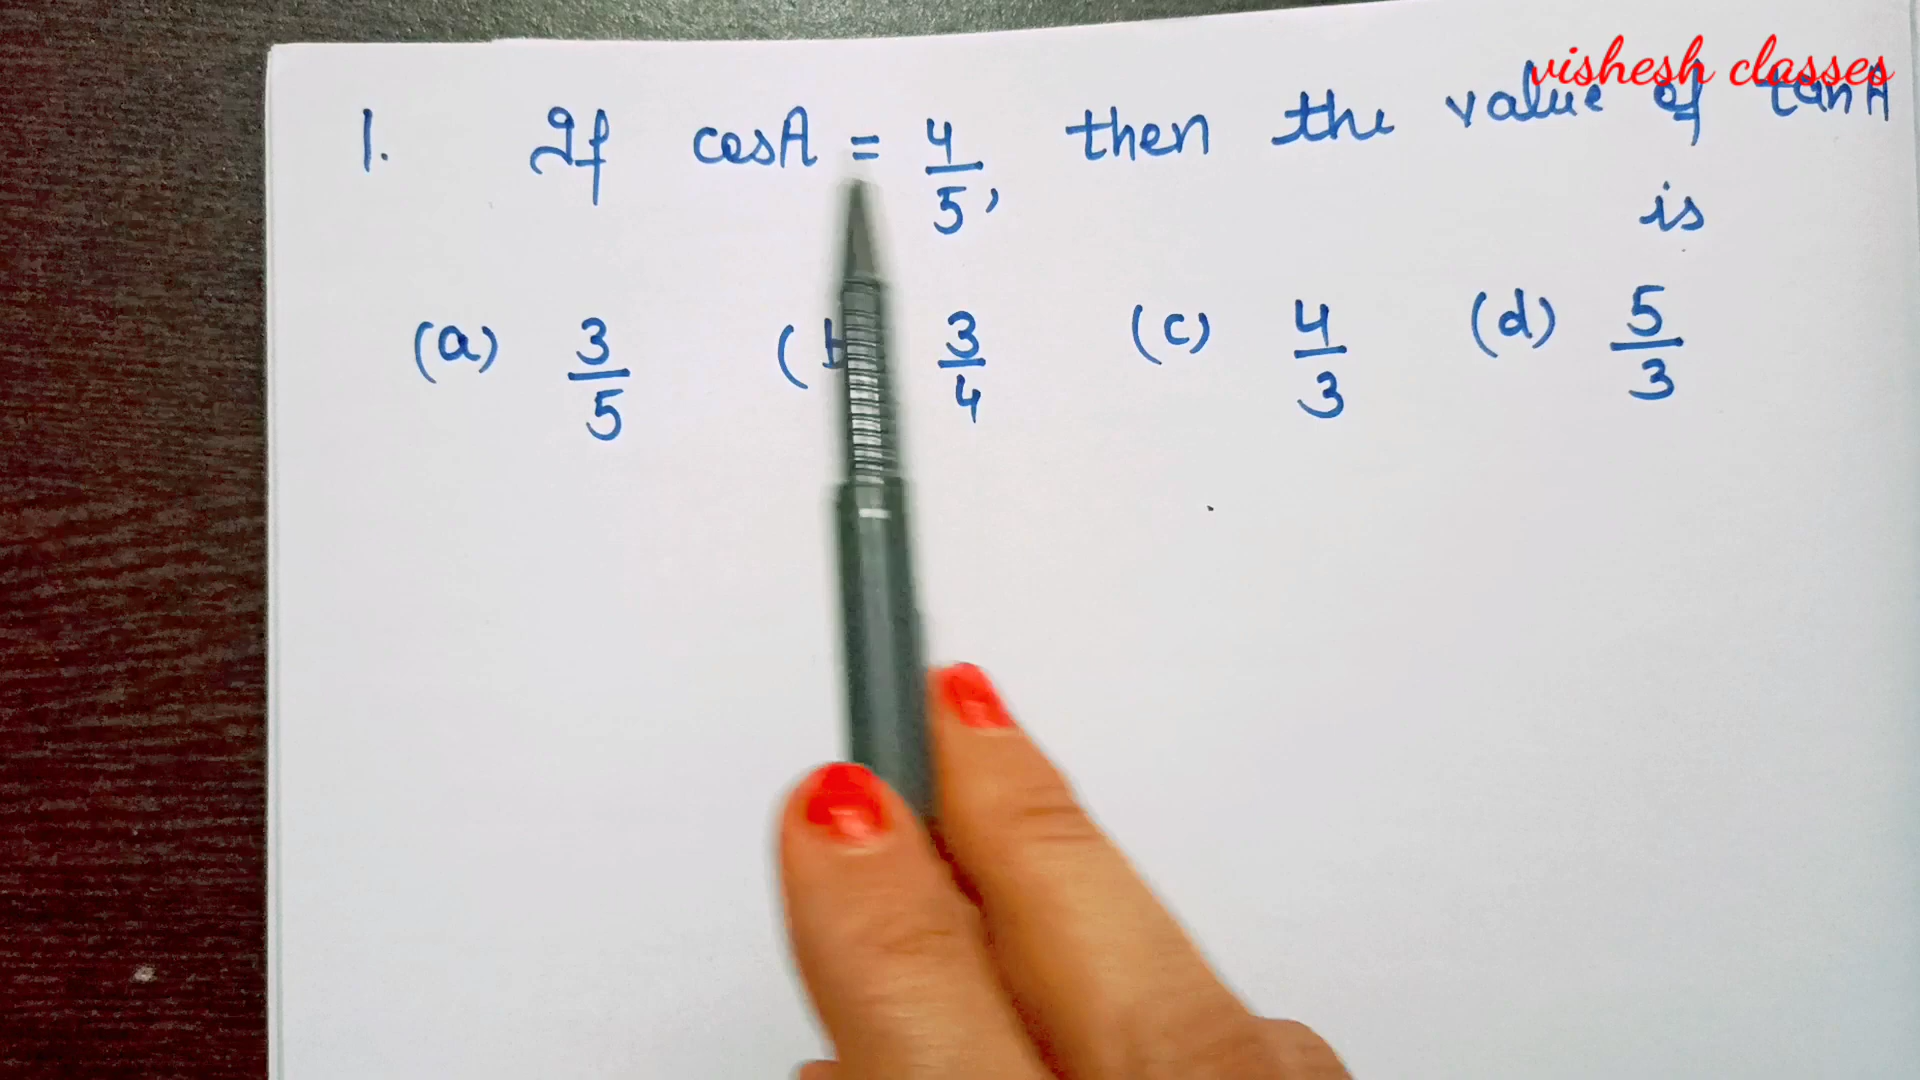 vishesh classes
1. If cosA = 4/5, then the value of tanA
is
(a) 3/5 (b 3/4 (c) 4/3 (d) 5/3